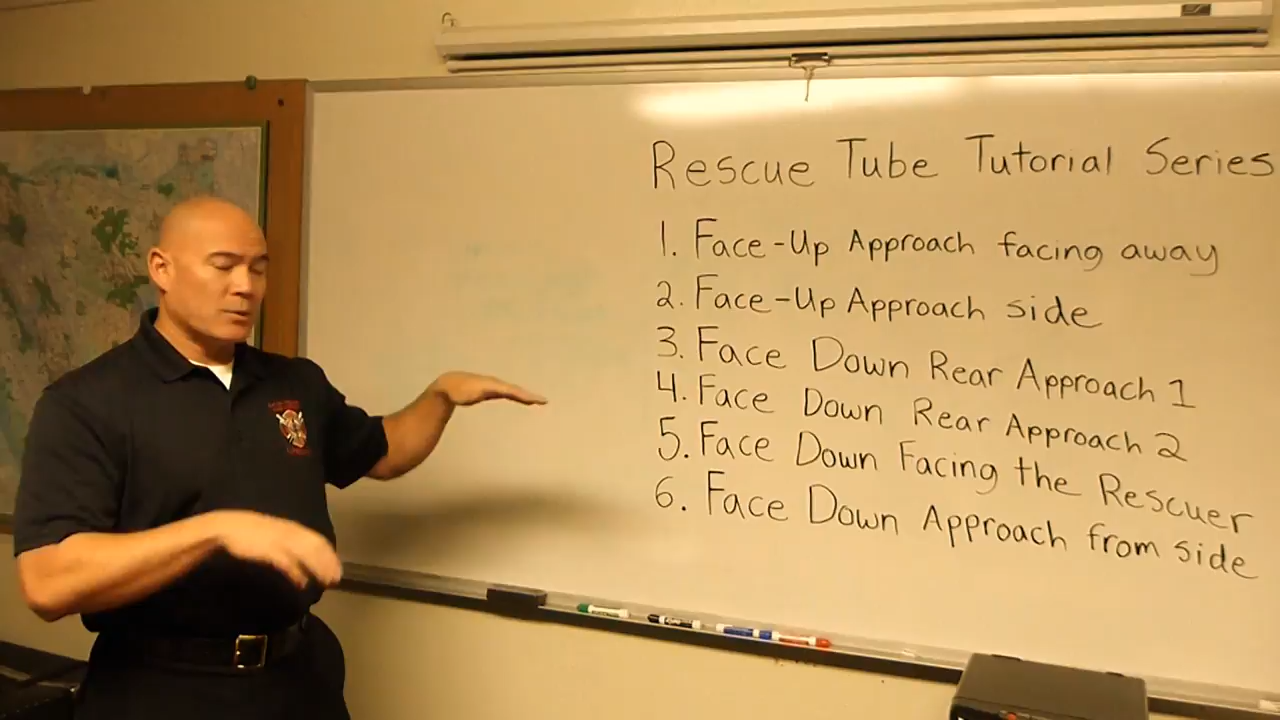 Rescue Tube Tutorial Series
1. Face-Up Approach facing away
2. Face-Up Approach side
3. Face Down Rear Approach 1
4. Face Down Rear Approach 2
5. Face Down Facing the Rescuer
6. Face Down Approach from side